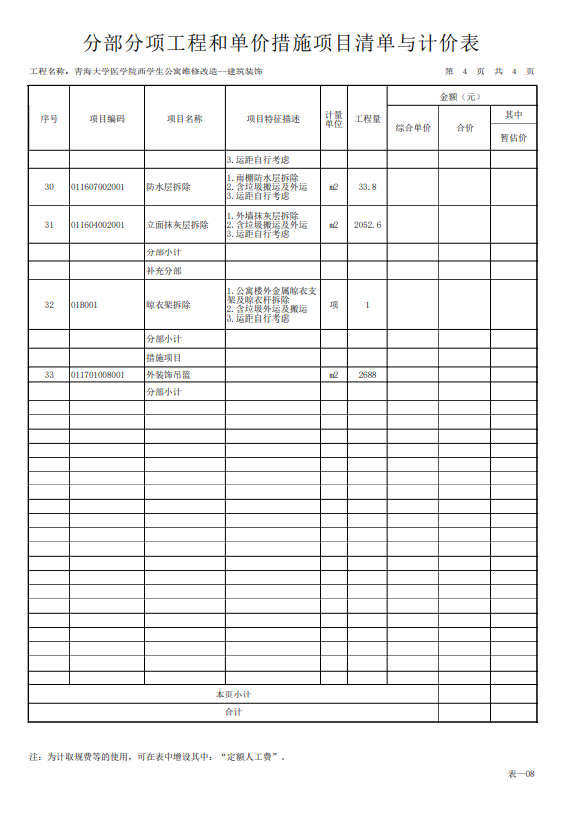 分部分项工程和单价措施项目清单与计价表
工程名称,青海大学医学院西学生公寓维修改造--建筑装饰 第 4 页 共 4 页
序号 项目编码 项目名称 项目特征描述 计量单位 工程量 金额（元）
综合单价 合价 其中
暂估价
3.运距自行考虑
30 011607002001 防水层拆除 1.雨棚防水层拆除 m2 33.8
2.含垃圾搬运及外运
3.运距自行考虑
31 011604002001 立面抹灰层拆除 1.外墙抹灰层拆除 m2 2052.6
2.含垃圾搬运及外运
3.运距自行考虑
分部小计
补充分部
32 01B001 晾衣架拆除 1.公寓楼外金属晾衣支 项 1
架及晾衣杆拆除
2.含垃圾外运及搬运
3.运距自行考虑
分部小计
措施项目
33 011701008001 外装饰吊篮 m2 2688
分部小计
本页小计
合计
注：为计取规费等的使用，可在表中增设其中：“定额人工费”。
表—08